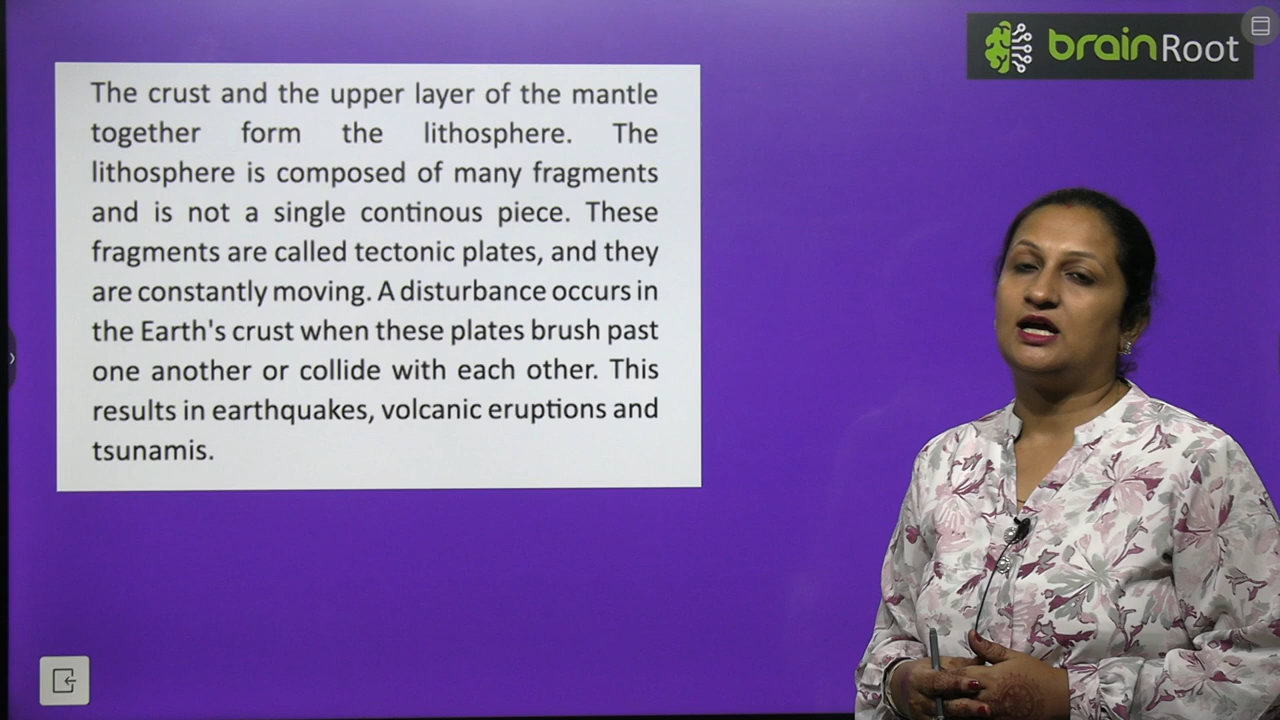 brainRoot
The crust and the upper layer of the mantle
together form the lithosphere. The
lithosphere is composed of many fragments
and is not a single continous piece. These
fragments are called tectonic plates, and they
are constantly moving. A disturbance occurs in
the Earth's crust when these plates brush past
one another or collide with each other. This
results in earthquakes, volcanic eruptions and
tsunamis.